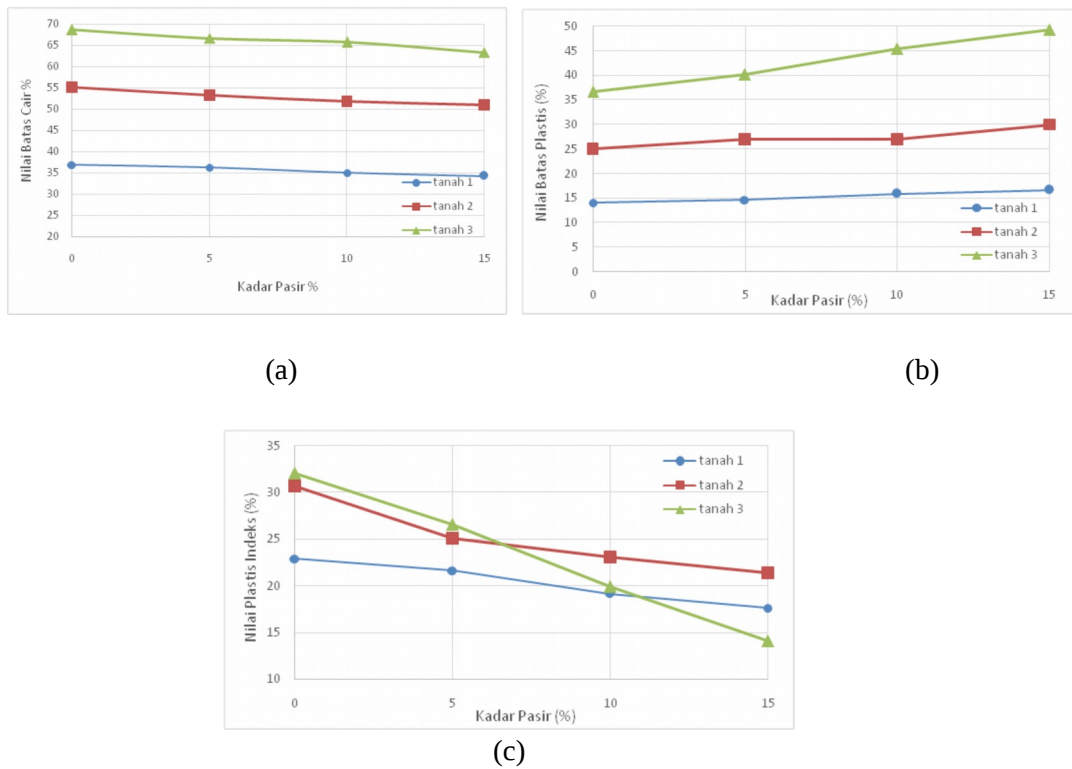 70
65
60
55
50
45
40
35
30
25
20
Nilai Batas Cair %
tanah 1
tanah 2
tanah 3
0 5 10 15
Kadar Pasir %
(a)
50
45
40
35
30
25
20
15
10
5
0
Nilai Batas Plastis (%)
tanah 1
tanah 2
tanah 3
0 5 10 15
Kadar Pasir (%)
(b)
35
30
25
20
15
10
Nilai Plastis Indeks (%)
tanah 1
tanah 2
tanah 3
0 5 10 15
Kadar Pasir (%)
(c)